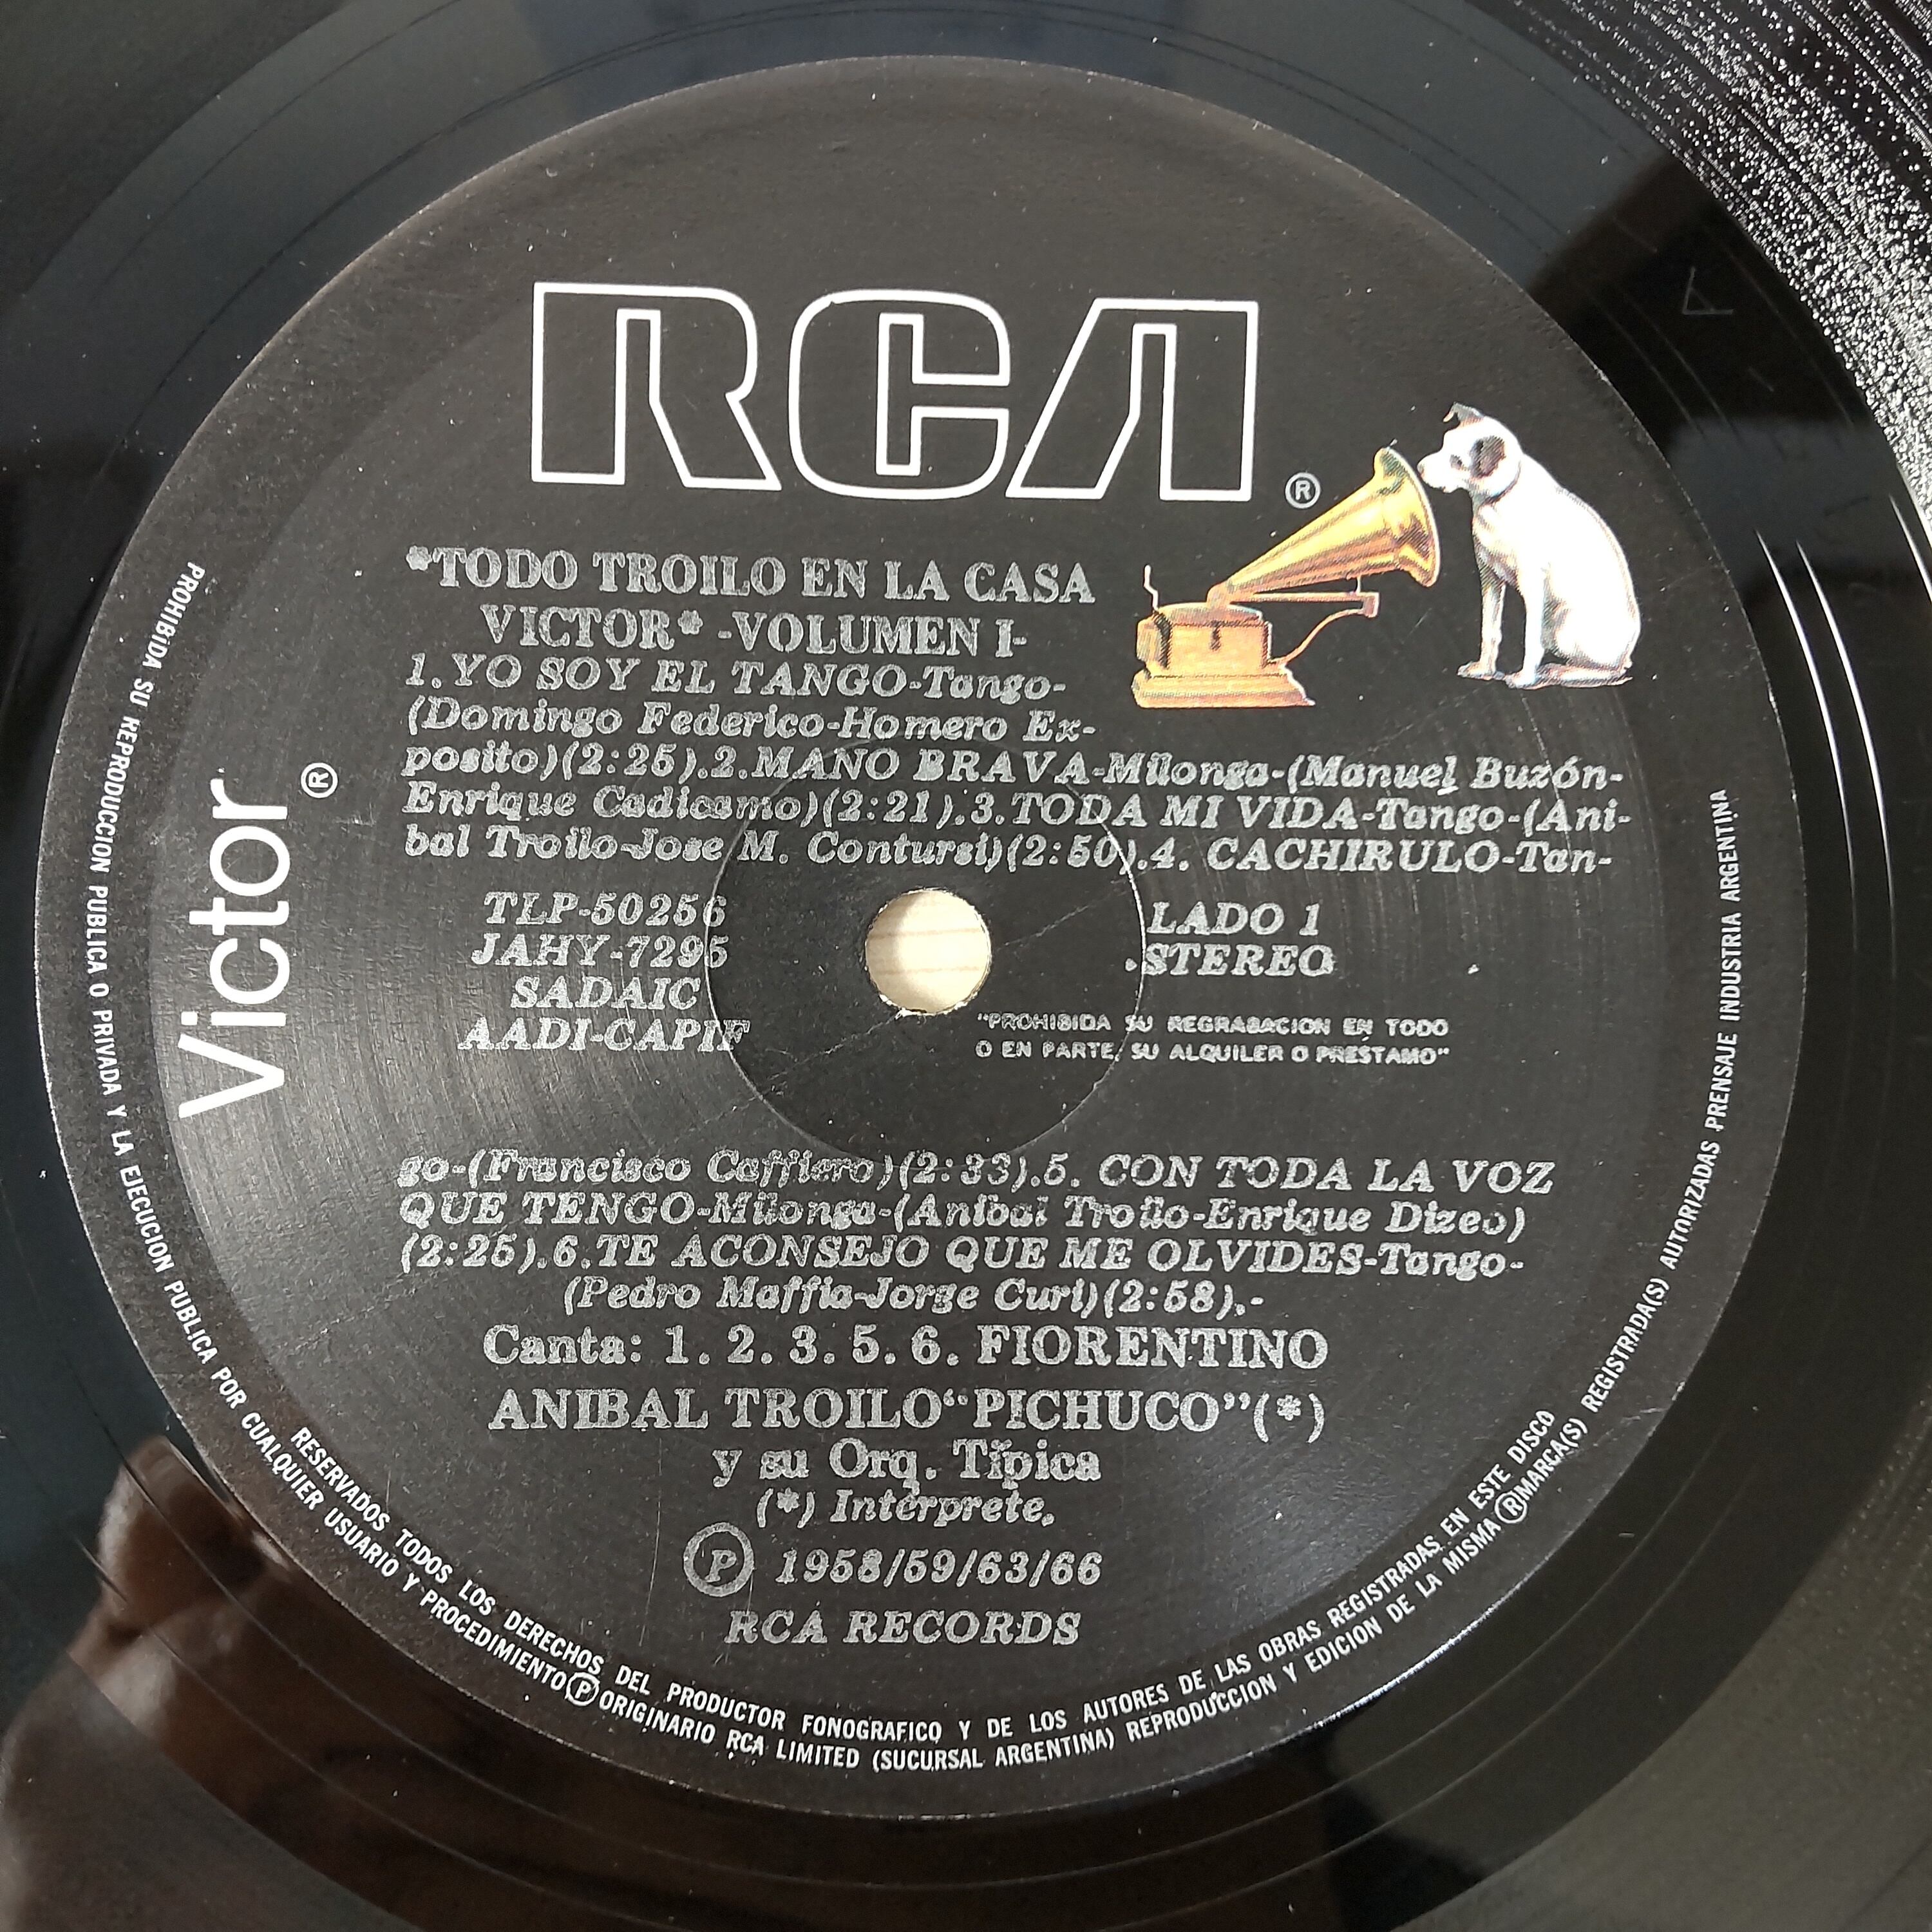 RCA®
*TODO TROILO EN LA CASA
VICTOR* -VOLUMEN I-
1.YO SOY EL TANGO-Tango-
(Domingo Federico-Homero Ex-
posito)(2:25).2.MANO BRAVA-Milonga-(Manuel Buzón-
Enrique Cadicamo)(2:21).3.TODA MI VIDA-Tango-(Ani-
bal Troilo-Jose M. Contursi)(2:50).4. CACHIRULO-Tan-
TLP-50256
JAHY-7295
SADAIC
AADI-CAPIF
LADO 1
STEREO
"PROHIBIDA SU REGRABACION EN TODO
O EN PARTE, SU ALQUILER O PRESTAMO"
go-(Francisco Caffiero)(2:33).5. CON TODA LA VOZ
QUE TENGO-Milonga-(Aníbal Troilo-Enrique Dizeo)
(2:25).6.TE ACONSEJO QUE ME OLVIDES-Tango-
(Pedro Maffia-Jorge Curi)(2:58).-
Canta: 1. 2. 3. 5. 6. FIORENTINO
ANIBAL TROILO“PICHUCO”(*)
y su Orq. Típica
(*) Intérprete.
Ⓟ 1958/59/63/66
RCA RECORDS
Victor®
PROHIBIDA SU REPRODUCCION PUBLICA O PRIVADA Y LA EJECUCION PUBLICA POR CUALQUIER USUARIO Y PROCEDIMIENTO Ⓟ ORIGINARIO RCA LIMITED (SUCURSAL ARGENTINA) REPRODUCCION Y EDICION DE LA MISMA ® MARCA(S) REGISTRADA(S) AUTORIZADAS PRENSAJE INDUSTRIA ARGENTINA
RESERVADOS TODOS LOS DERECHOS DEL PRODUCTOR FONOGRAFICO Y DE LOS AUTORES DE LAS OBRAS REGISTRADAS EN ESTE DISCO
A